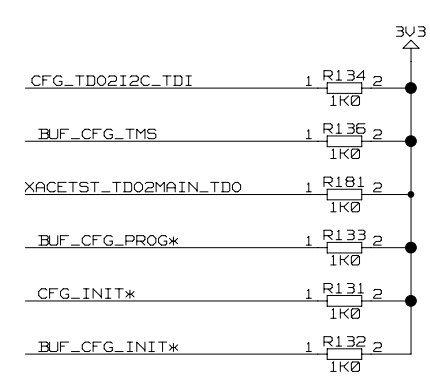 3V3
CFG_TDO2I2C_TDI 1 R134 2
1K0
BUF_CFG_TMS 1 R136 2
1K0
XACETST_TDO2MAIN_TDO 1 R181 2
1K0
BUF_CFG_PROG* 1 R133 2
1K0
CFG_INIT* 1 R131 2
1K0
BUF_CFG_INIT* 1 R132 2
1K0